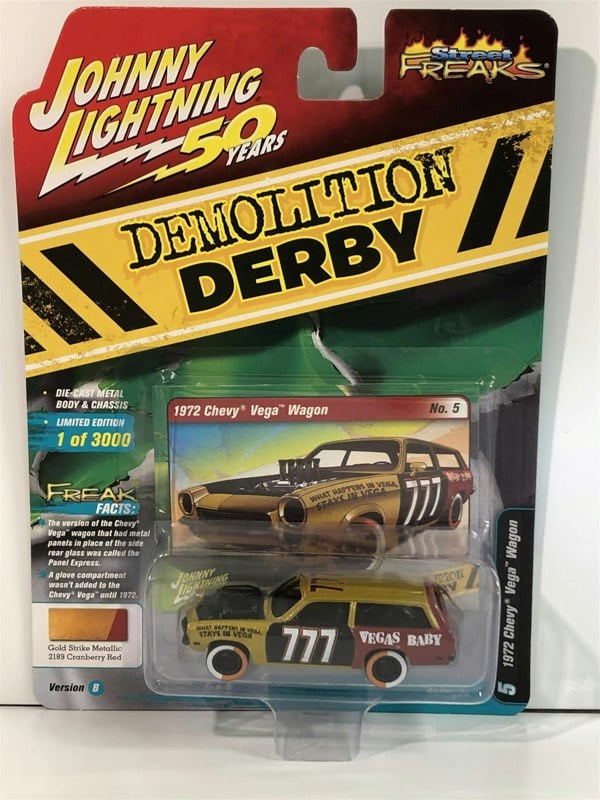 JOHNNY
LIGHTNING®
50 YEARS
Street
FREAKS®
DEMOLITION
DERBY
• DIE-CAST METAL
BODY & CHASSIS
• LIMITED EDITION
1 of 3000
FREAK
FACTS:
The version of the Chevy®
Vega™ wagon that had metal
panels in place of the side
rear glass was called the
Panel Express.
A glove compartment
wasn't added to the
Chevy® Vega™ until 1972.
Gold Strike Metallic
2189 Cranberry Red
Version B
1972 Chevy® Vega™ Wagon
No. 5
WHAT HAPPENS IN VEGA,
STAYS IN VEGA
777
JOHNNY
LIGHTNING
WHAT HAPPENS IN VEGA,
STAYS IN VEGA
777
VEGAS BABY
5 1972 Chevy® Vega™ Wagon